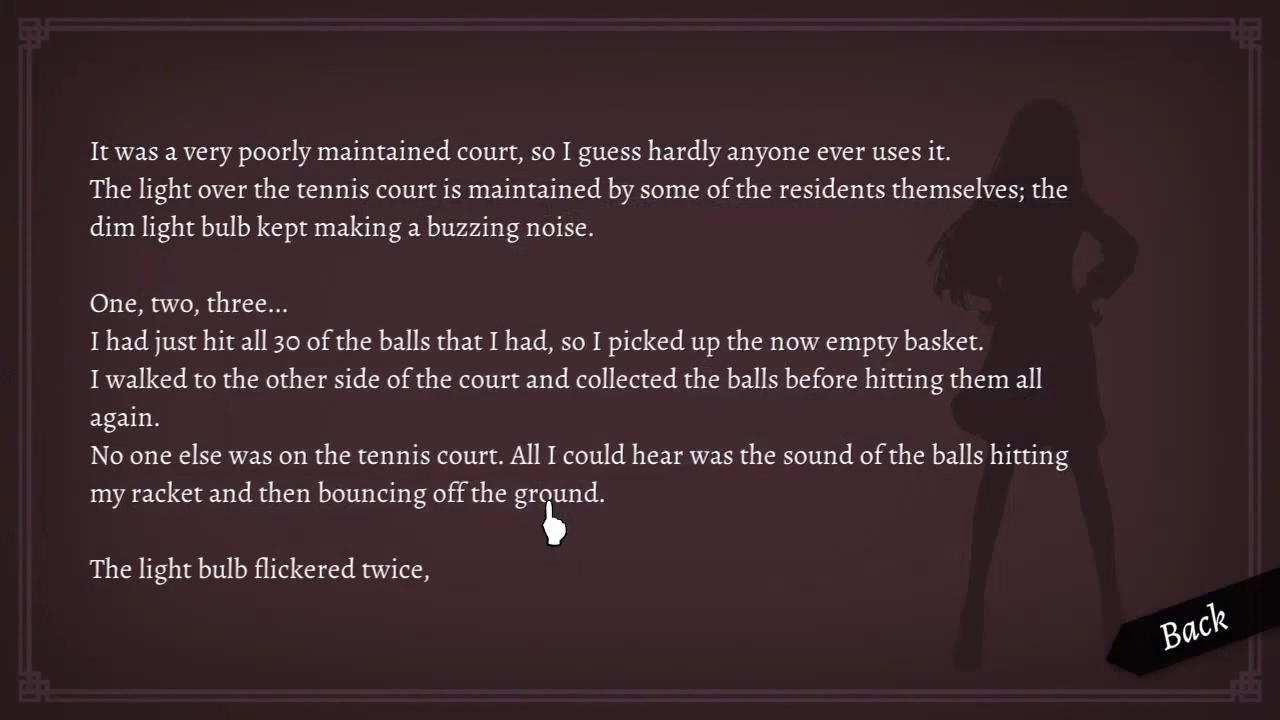 It was a very poorly maintained court, so I guess hardly anyone ever uses it.
The light over the tennis court is maintained by some of the residents themselves; the
dim light bulb kept making a buzzing noise.
One, two, three...
I had just hit all 30 of the balls that I had, so I picked up the now empty basket.
I walked to the other side of the court and collected the balls before hitting them all
again.
No one else was on the tennis court. All I could hear was the sound of the balls hitting
my racket and then bouncing off the ground.
The light bulb flickered twice,
Back